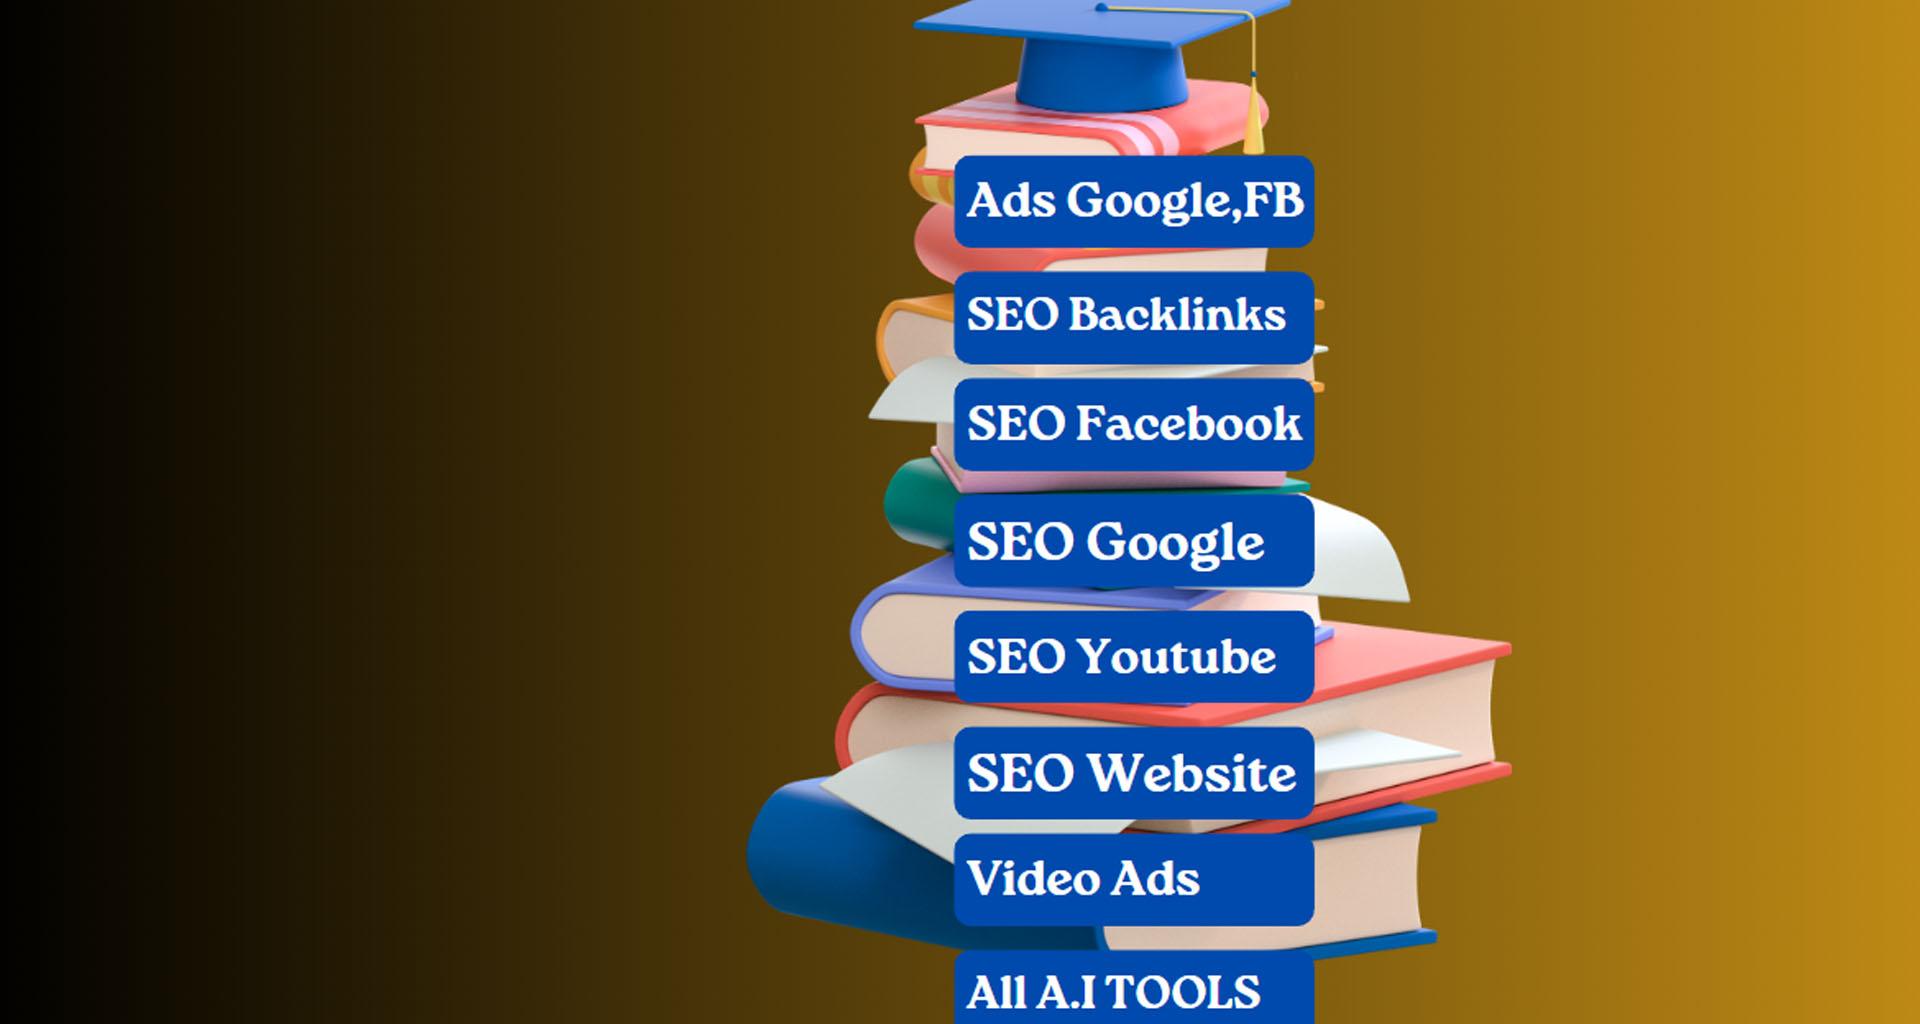 Ads Google,FB
SEO Backlinks
SEO Facebook
SEO Google
SEO Youtube
SEO Website
Video Ads
All A.I TOOLS